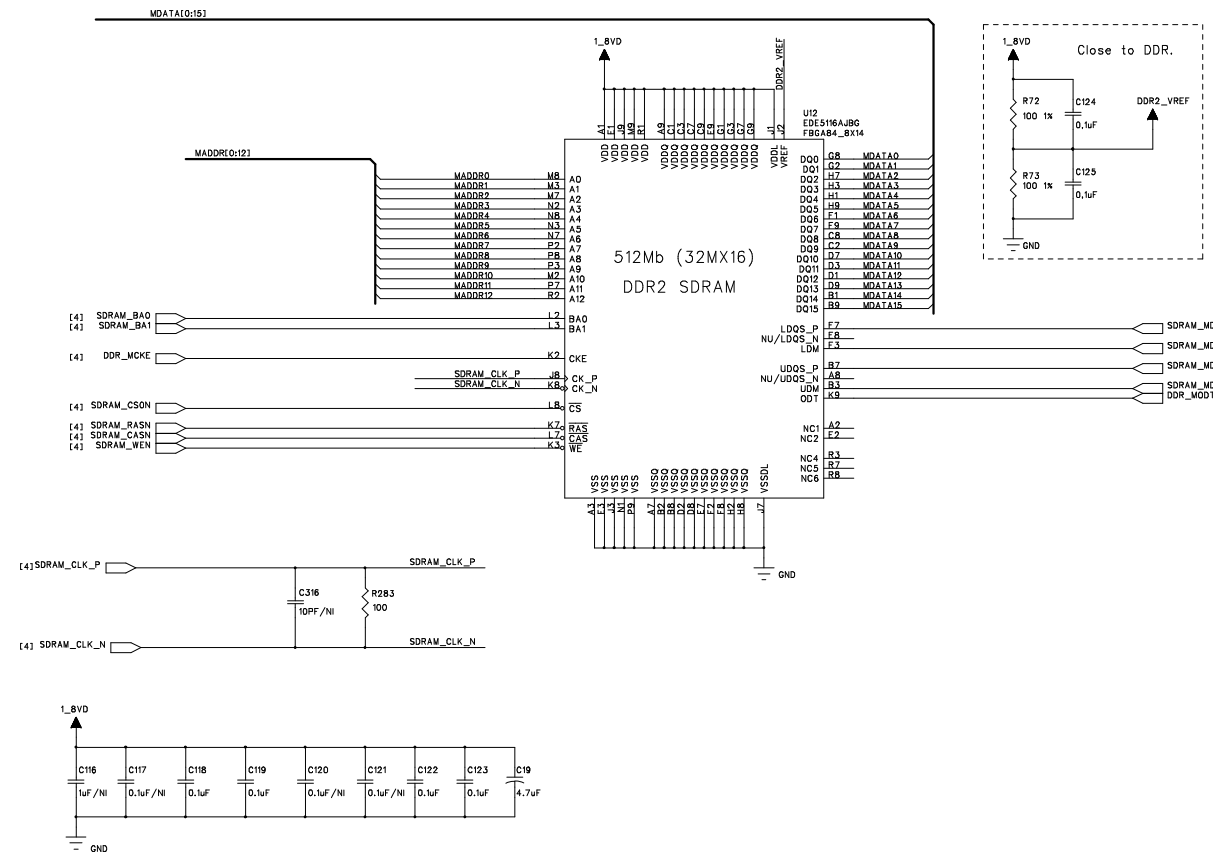 MDATA[0:15]
1_8VD
DDR2_VREF
U12
EDE5116AJBG
FBGA84_8X14
1_8VD
Close to DDR.
R72
100 1%
C124
0.1uF
DDR2_VREF
R73
100 1%
C125
0.1uF
GND
A1 E1 J9 M9 R1 A9 C1 C3 C7 C9 E9 G1 G3 G7 G9 J1 J2
VDD VDD VDD VDD VDD VDDQ VDDQ VDDQ VDDQ VDDQ VDDQ VDDQ VDDQ VDDQ VDDQ VDDL VREF
MADDR[0:12]
MADDR0 M8 A0
MADDR1 M3 A1
MADDR2 M7 A2
MADDR3 N2 A3
MADDR4 N8 A4
MADDR5 N3 A5
MADDR6 N7 A6
MADDR7 P2 A7
MADDR8 P8 A8
MADDR9 P3 A9
MADDR10 M2 A10
MADDR11 P7 A11
MADDR12 R2 A12
512Mb (32MX16)
DDR2 SDRAM
DQ0 G8 MDATA0
DQ1 G2 MDATA1
DQ2 H7 MDATA2
DQ3 H3 MDATA3
DQ4 H1 MDATA4
DQ5 H9 MDATA5
DQ6 F1 MDATA6
DQ7 F9 MDATA7
DQ8 C8 MDATA8
DQ9 C2 MDATA9
DQ10 D7 MDATA10
DQ11 D3 MDATA11
DQ12 D1 MDATA12
DQ13 D9 MDATA13
DQ14 B1 MDATA14
DQ15 B9 MDATA15
[4] SDRAM_BA0 L2 BA0
[4] SDRAM_BA1 L3 BA1
[4] DDR_MCKE K2 CKE
SDRAM_CLK_P J8 CK_P
SDRAM_CLK_N K8 CK_N
[4] SDRAM_CS0N L8 CS
[4] SDRAM_RASN K7 RAS
[4] SDRAM_CASN L7 CAS
[4] SDRAM_WEN K3 WE
LDQS_P F7 SDRAM_MD
NU/LDQS_N E8
LDM F3 SDRAM_MD
UDQS_P B7 SDRAM_MD
NU/UDQS_N A8
UDM B3 SDRAM_MD
ODT K9 DDR_MODT
NC1 A2
NC2 E2
NC4 R3
NC5 R7
NC6 R8
VSS VSS VSS VSS VSS VSSQ VSSQ VSSQ VSSQ VSSQ VSSQ VSSQ VSSQ VSSQ VSSQ VSSDL
A3 E3 J3 N1 P9 A7 B2 B8 D2 D8 E7 F2 F8 H2 H8 J7
GND
[4] SDRAM_CLK_P
SDRAM_CLK_P
C316
10PF/NI
R283
100
[4] SDRAM_CLK_N
SDRAM_CLK_N
1_8VD
C116 C117 C118 C119 C120 C121 C122 C123 C19
1uF/NI 0.1uF/NI 0.1uF 0.1uF 0.1uF/NI 0.1uF/NI 0.1uF 0.1uF 4.7uF
GND